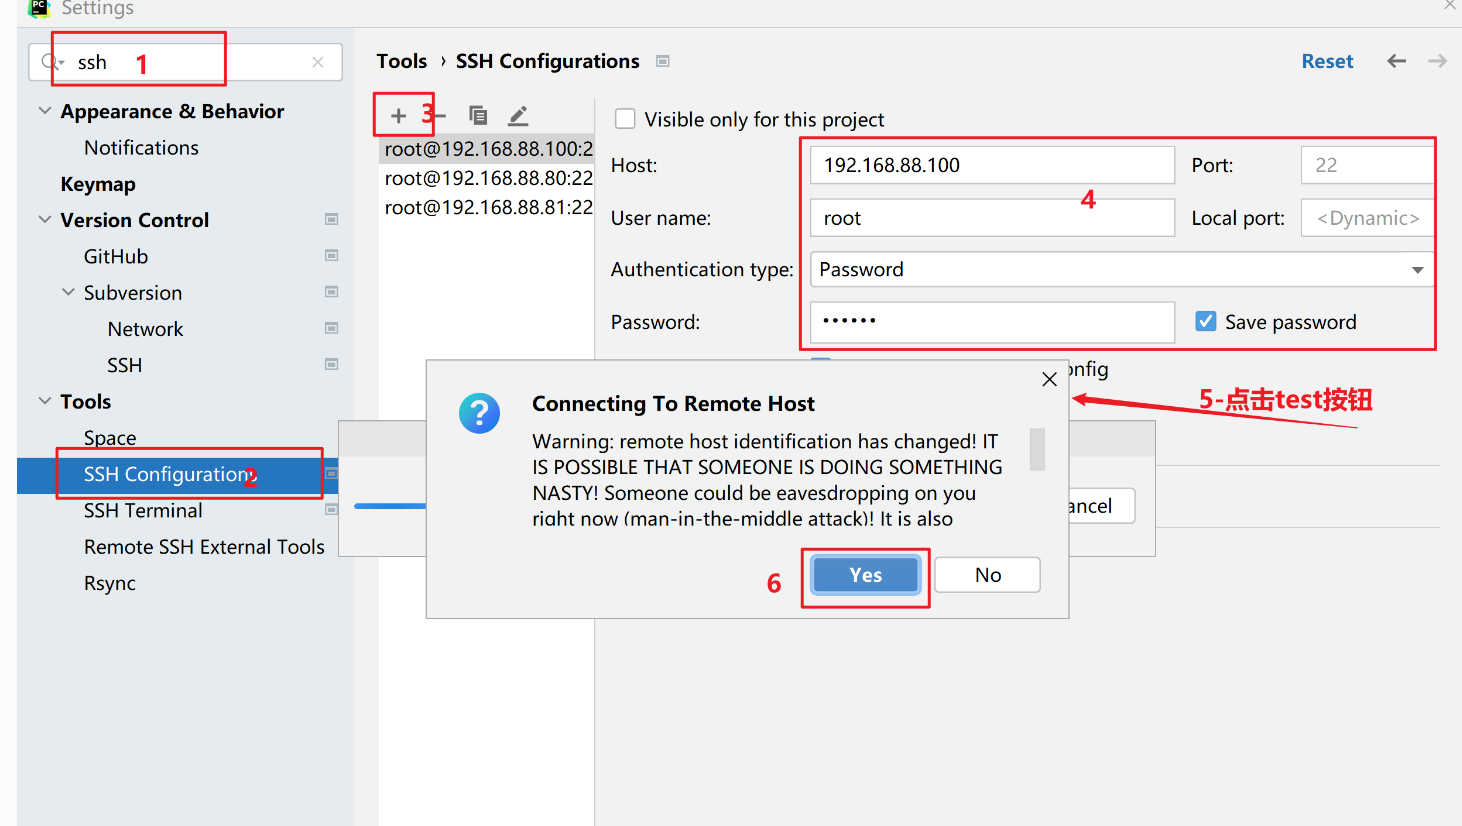 PC
Settings
ssh
1
Tools › SSH Configurations
Reset
Appearance & Behavior
Notifications
Keymap
Version Control
GitHub
Subversion
Network
SSH
Tools
Space
SSH Configurations
2
SSH Terminal
Remote SSH External Tools
Rsync
3
root@192.168.88.100:2
root@192.168.88.80:22
root@192.168.88.81:22
Visible only for this project
Host: 192.168.88.100 Port: 22
4
User name: root Local port: <Dynamic>
Authentication type: Password
Password: •••••• Save password
onfig
5-点击test按钮
Connecting To Remote Host
Warning: remote host identification has changed! IT
IS POSSIBLE THAT SOMEONE IS DOING SOMETHING
NASTY! Someone could be eavesdropping on you
right now (man-in-the-middle attack)! It is also
ancel
6
Yes
No